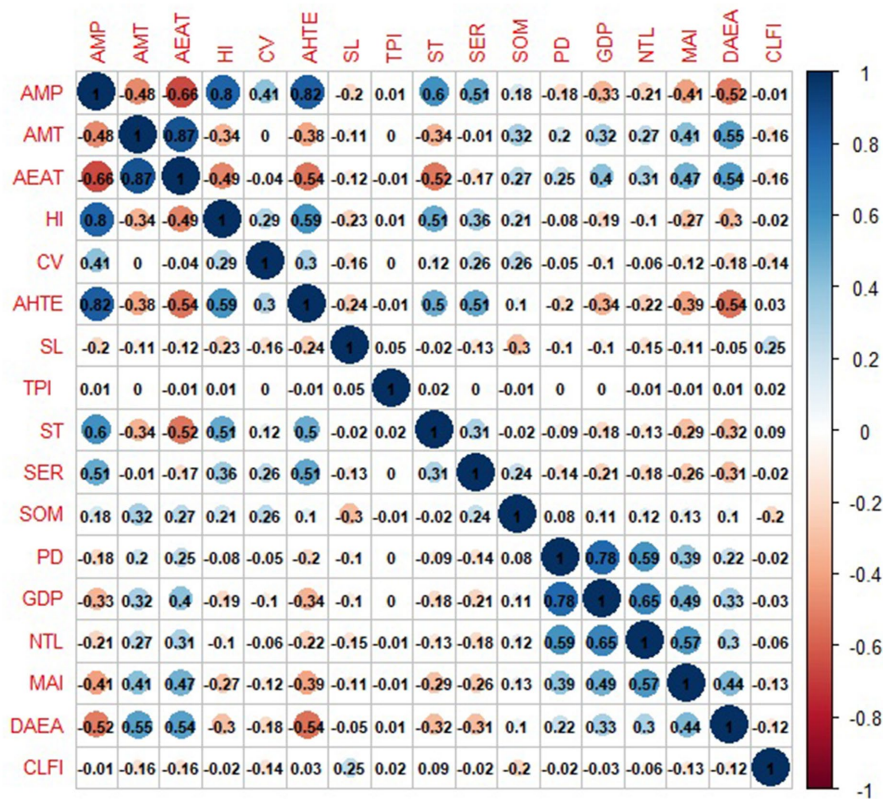 AMP AMT AEAT HI CV AHTE SL TPI ST SER SOM PD GDP NTL MAI DAEA CLFI
AMP 1 -0.48 -0.66 0.8 0.41 0.82 -0.2 0.01 0.6 0.51 0.18 -0.18 -0.33 -0.21 -0.41 -0.52 -0.01
AMT -0.48 1 0.87 -0.34 0 -0.38 -0.11 0 -0.34 -0.01 0.32 0.2 0.32 0.27 0.41 0.55 -0.16
AEAT -0.66 0.87 1 -0.49 -0.04 -0.54 -0.12 -0.01 -0.52 -0.17 0.27 0.25 0.4 0.31 0.47 0.54 -0.16
HI 0.8 -0.34 -0.49 1 0.29 0.59 -0.23 0.01 0.51 0.36 0.21 -0.08 -0.19 -0.1 -0.27 -0.3 -0.02
CV 0.41 0 -0.04 0.29 1 0.3 -0.16 0 0.12 0.26 0.26 -0.05 -0.1 -0.06 -0.12 -0.18 -0.14
AHTE 0.82 -0.38 -0.54 0.59 0.3 1 -0.24 -0.01 0.5 0.51 0.1 -0.2 -0.34 -0.22 -0.39 -0.54 0.03
SL -0.2 -0.11 -0.12 -0.23 -0.16 -0.24 1 0.05 -0.02 -0.13 -0.3 -0.1 -0.1 -0.15 -0.11 -0.05 0.25
TPI 0.01 0 -0.01 0.01 0 -0.01 0.05 1 0.02 0 -0.01 0 0 -0.01 -0.01 0.01 0.02
ST 0.6 -0.34 -0.52 0.51 0.12 0.5 -0.02 0.02 1 0.31 -0.02 -0.09 -0.18 -0.13 -0.29 -0.32 0.09
SER 0.51 -0.01 -0.17 0.36 0.26 0.51 -0.13 0 0.31 1 0.24 -0.14 -0.21 -0.18 -0.26 -0.31 -0.02
SOM 0.18 0.32 0.27 0.21 0.26 0.1 -0.3 -0.01 -0.02 0.24 1 0.08 0.11 0.12 0.13 0.1 -0.2
PD -0.18 0.2 0.25 -0.08 -0.05 -0.2 -0.1 0 -0.09 -0.14 0.08 1 0.78 0.59 0.39 0.22 -0.02
GDP -0.33 0.32 0.4 -0.19 -0.1 -0.34 -0.1 0 -0.18 -0.21 0.11 0.78 1 0.65 0.49 0.33 -0.03
NTL -0.21 0.27 0.31 -0.1 -0.06 -0.22 -0.15 -0.01 -0.13 -0.18 0.12 0.59 0.65 1 0.57 0.3 -0.06
MAI -0.41 0.41 0.47 -0.27 -0.12 -0.39 -0.11 -0.01 -0.29 -0.26 0.13 0.39 0.49 0.57 1 0.44 -0.13
DAEA -0.52 0.55 0.54 -0.3 -0.18 -0.54 -0.05 0.01 -0.32 -0.31 0.1 0.22 0.33 0.3 0.44 1 -0.12
CLFI -0.01 -0.16 -0.16 -0.02 -0.14 0.03 0.25 0.02 0.09 -0.02 -0.2 -0.02 -0.03 -0.06 -0.13 -0.12 1
1
0.8
0.6
0.4
0.2
0
-0.2
-0.4
-0.6
-0.8
-1